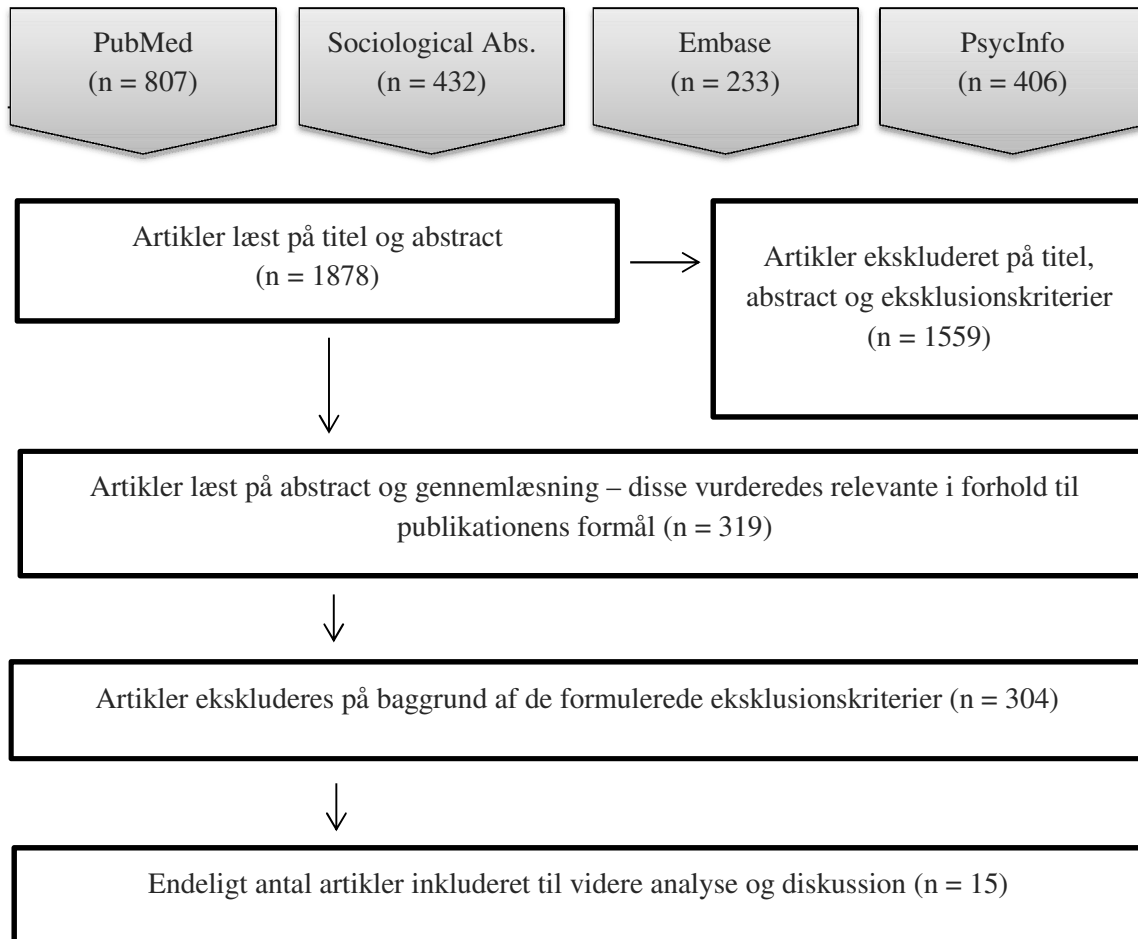 PubMed
(n = 807)
Sociological Abs.
(n = 432)
Embase
(n = 233)
PsycInfo
(n = 406)
Artikler læst på titel og abstract
(n = 1878)
Artikler ekskluderet på titel,
abstract og eksklusionskriterier
(n = 1559)
Artikler læst på abstract og gennemlæsning – disse vurderedes relevante i forhold til
publikationens formål (n = 319)
Artikler ekskluderes på baggrund af de formulerede eksklusionskriterier (n = 304)
Endeligt antal artikler inkluderet til videre analyse og diskussion (n = 15)